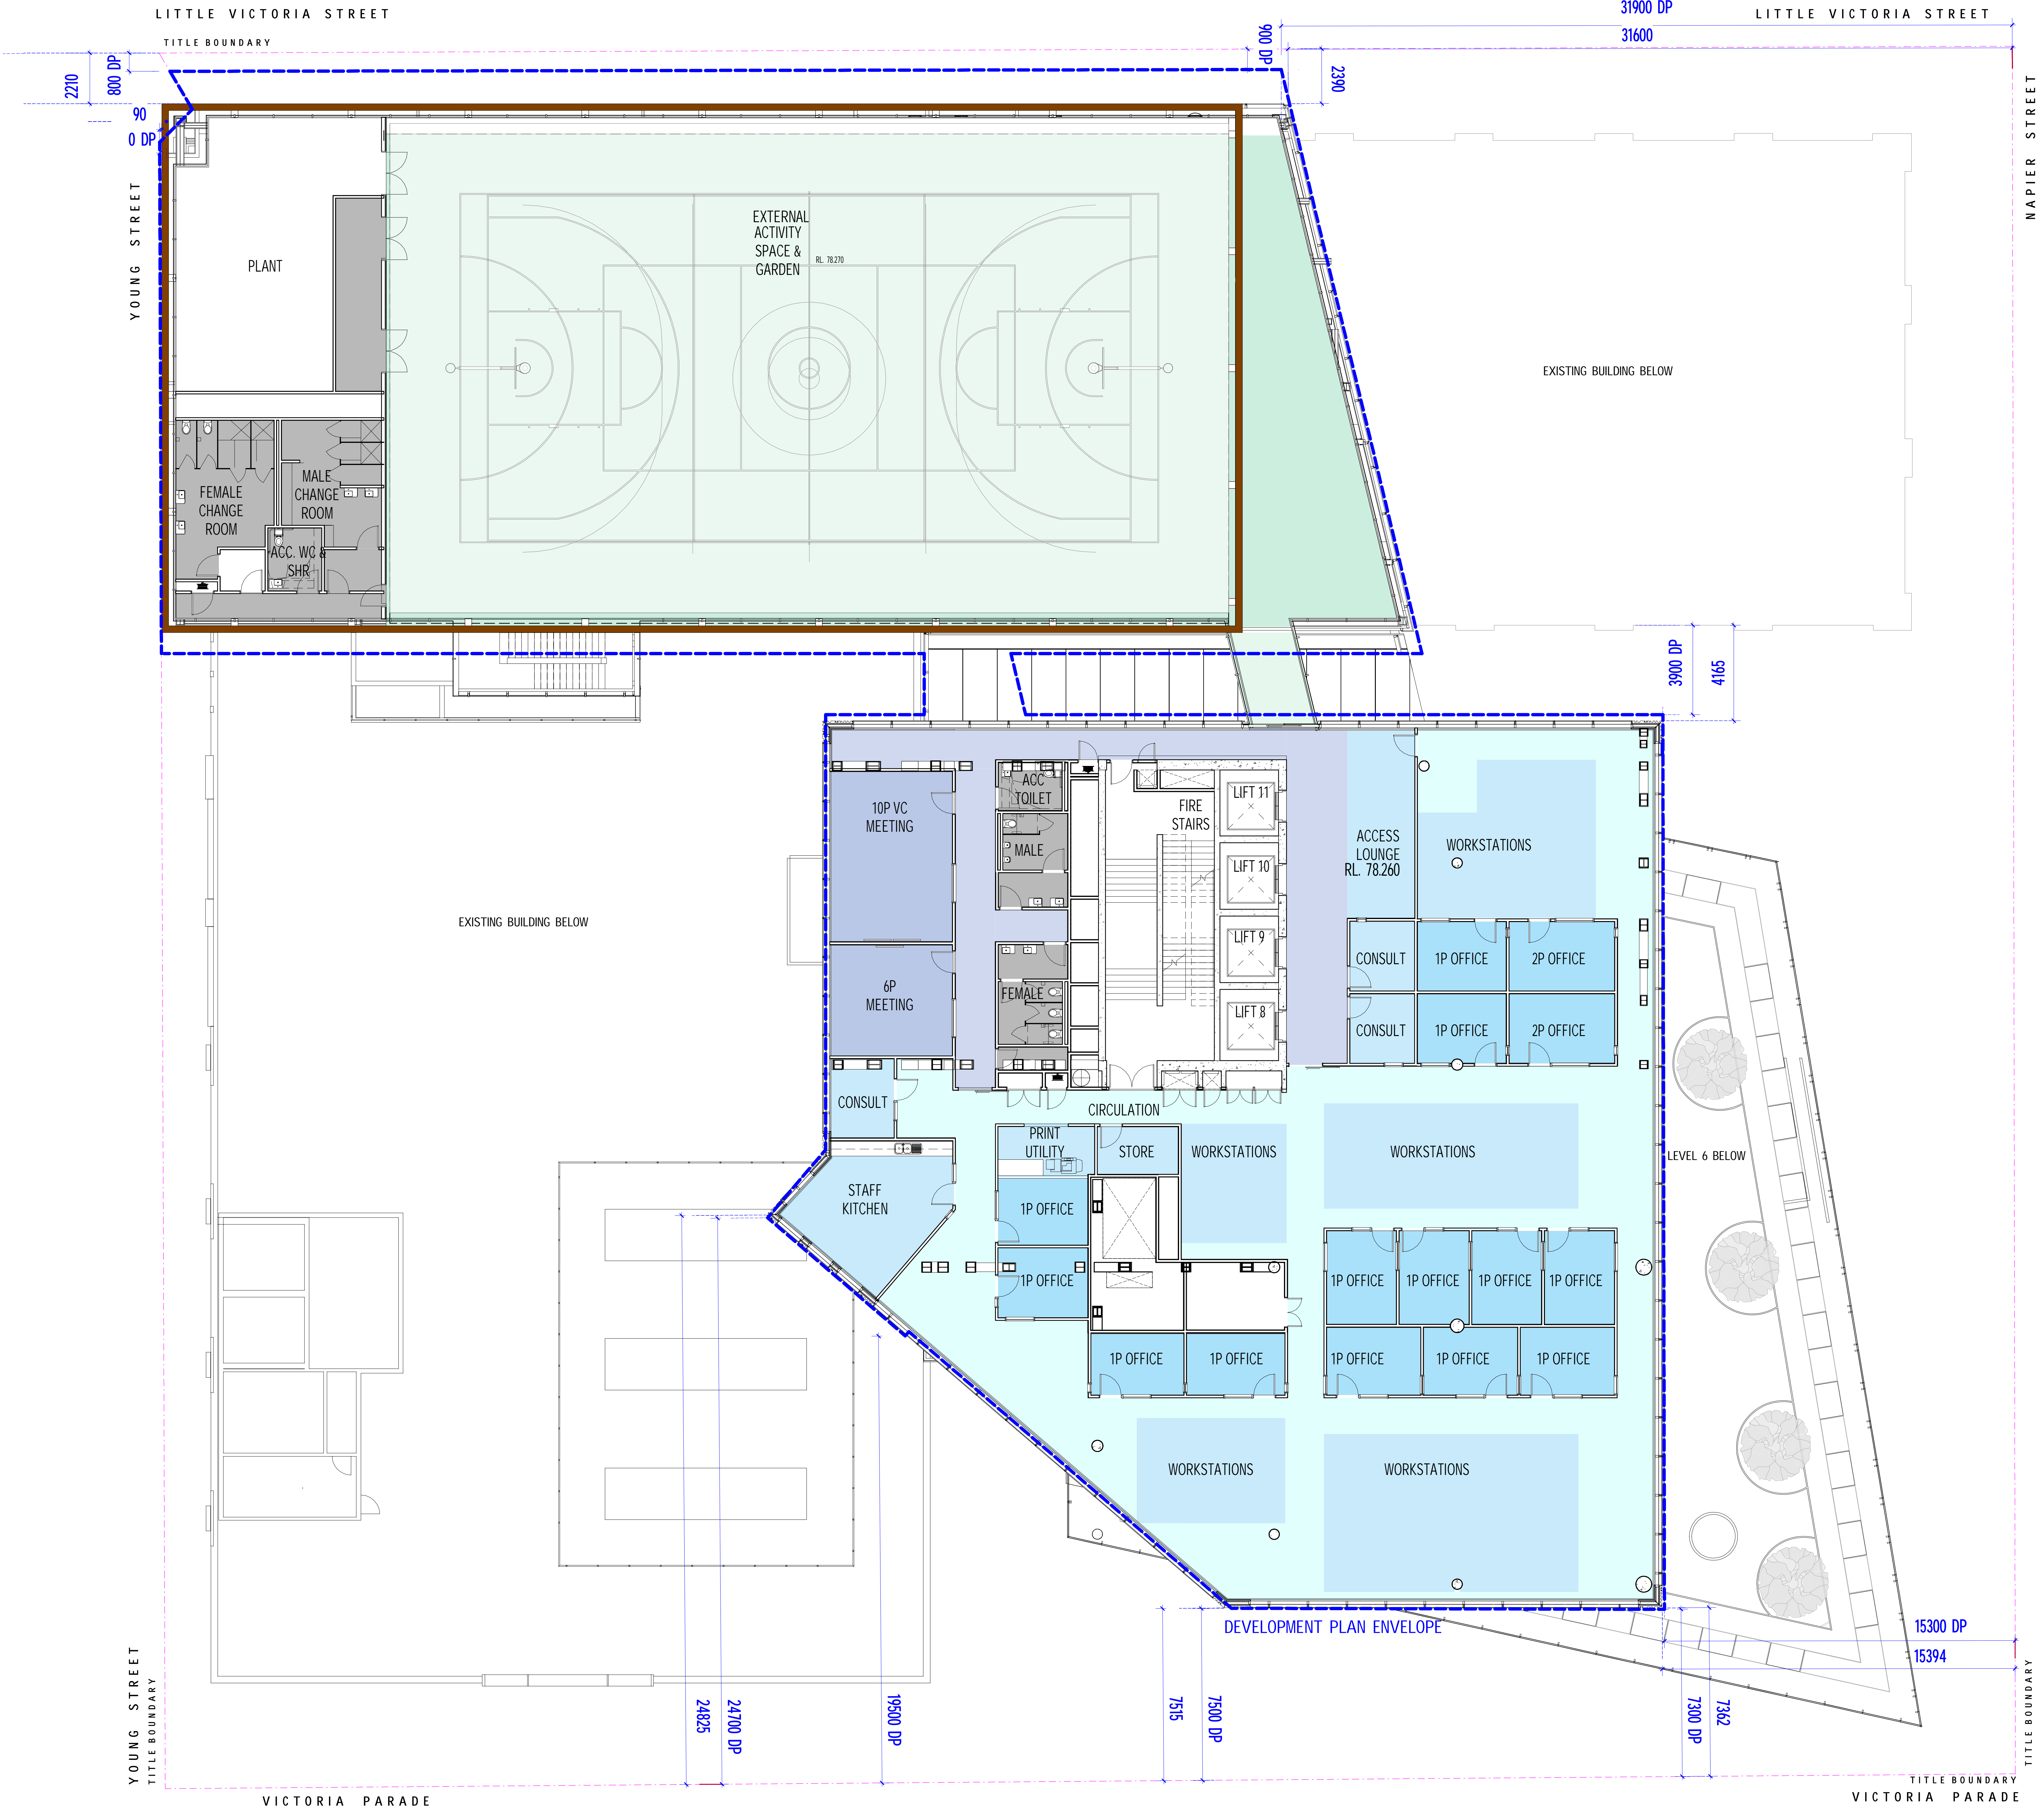 LITTLE VICTORIA STREET
31900 DP
LITTLE VICTORIA STREET
TITLE BOUNDARY
900 DP
31600
2210
800 DP
2390
90
0 DP
YOUNG STREET
NAPIER STREET
EXTERNAL
ACTIVITY
SPACE &
GARDEN
RL. 78.270
PLANT
EXISTING BUILDING BELOW
FEMALE
CHANGE
ROOM
MALE
CHANGE
ROOM
ACC. WC &
SHR
3900 DP
4165
10P VC
MEETING
ACC
TOILET
MALE
FIRE
STAIRS
LIFT 11
LIFT 10
LIFT 9
LIFT 8
ACCESS
LOUNGE
RL. 78.260
WORKSTATIONS
EXISTING BUILDING BELOW
6P
MEETING
FEMALE
CONSULT
1P OFFICE
2P OFFICE
CONSULT
1P OFFICE
2P OFFICE
CONSULT
CIRCULATION
PRINT
UTILITY
STORE
WORKSTATIONS
WORKSTATIONS
LEVEL 6 BELOW
STAFF
KITCHEN
1P OFFICE
1P OFFICE
1P OFFICE
1P OFFICE
1P OFFICE
1P OFFICE
1P OFFICE
1P OFFICE
1P OFFICE
1P OFFICE
1P OFFICE
WORKSTATIONS
WORKSTATIONS
DEVELOPMENT PLAN ENVELOPE
15300 DP
15394
24825
24700 DP
19500 DP
7515
7500 DP
7300 DP
7362
YOUNG STREET
TITLE BOUNDARY
TITLE BOUNDARY
TITLE BOUNDARY
VICTORIA PARADE
VICTORIA PARADE